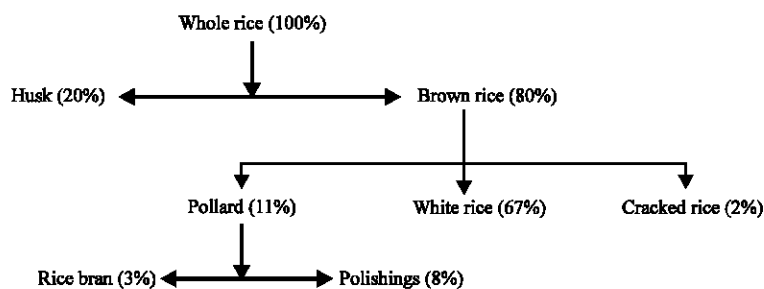 Whole rice (100%)
Husk (20%)
Brown rice (80%)
Pollard (11%)
White rice (67%)
Cracked rice (2%)
Rice bran (3%)
Polishings (8%)